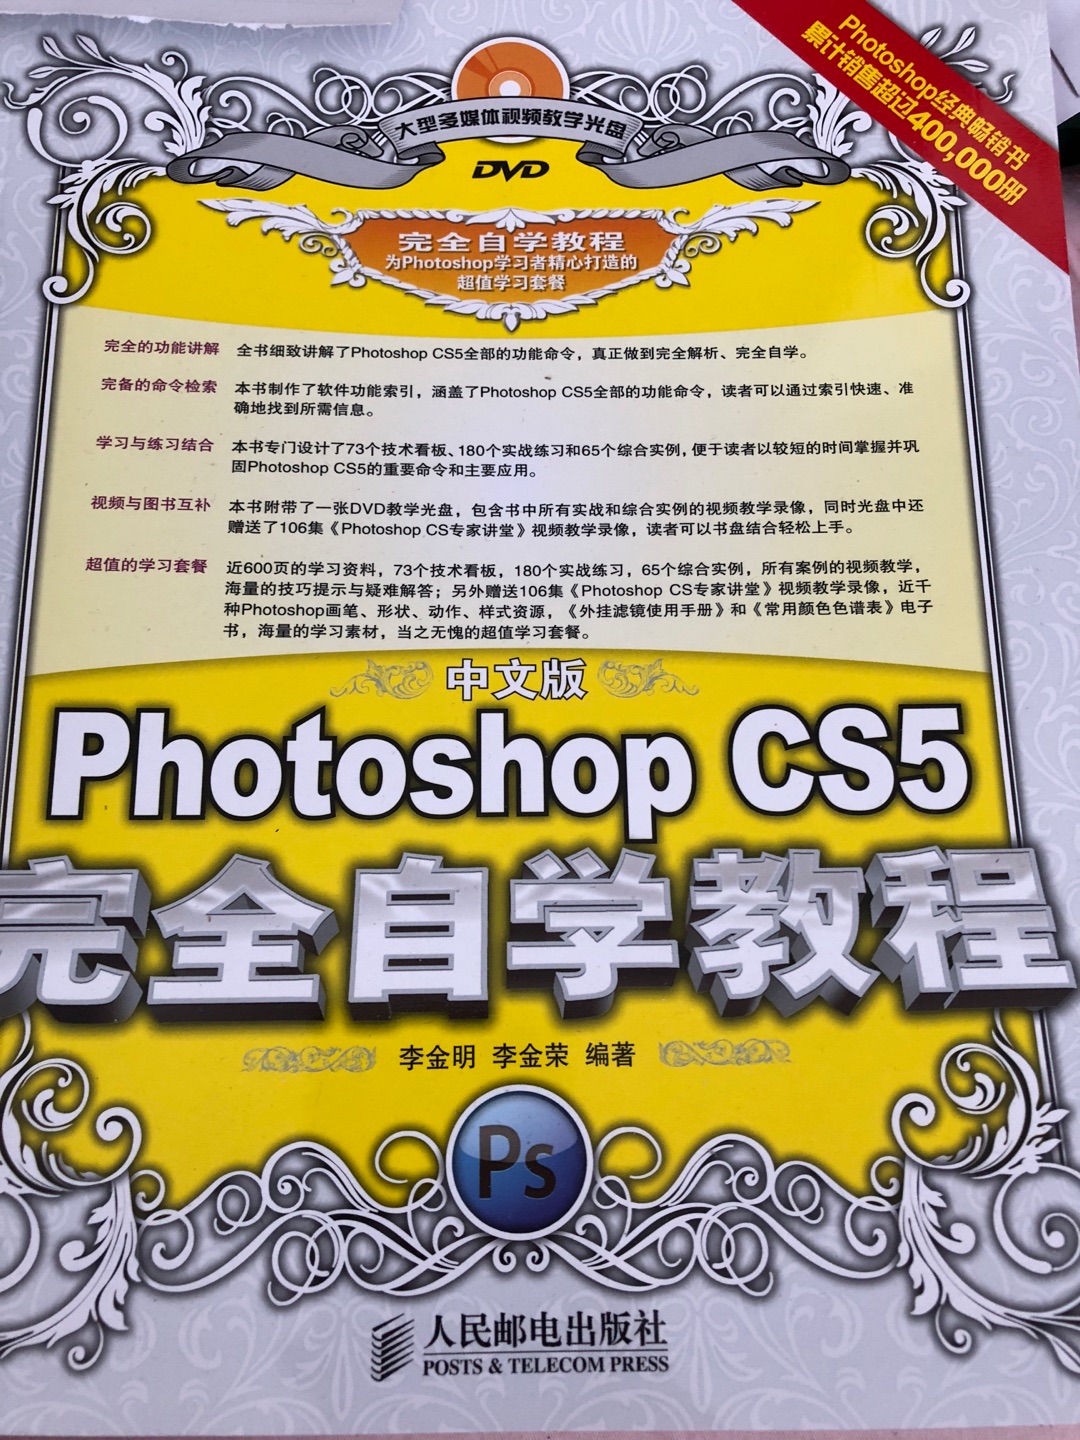 Photoshop经典畅销书
累计销售超过400,000册
大型多媒体视频教学光盘
DVD
完全自学教程
为Photoshop学习者精心打造的
超值学习套餐
完全的功能讲解 全书细致讲解了Photoshop CS5全部的功能命令，真正做到完全解析、完全自学。
完备的命令检索 本书制作了软件功能索引，涵盖了Photoshop CS5全部的功能命令，读者可以通过索引快速、准
确地找到所需信息。
学习与练习结合 本书专门设计了73个技术看板、180个实战练习和65个综合实例，便于读者以较短的时间掌握并巩
固Photoshop CS5的重要命令和主要应用。
视频与图书互补 本书附带了一张DVD教学光盘，包含书中所有实战和综合实例的视频教学录像，同时光盘中还
赠送了106集《Photoshop CS专家讲堂》视频教学录像，读者可以书盘结合轻松上手。
超值的学习套餐 近600页的学习资料，73个技术看板，180个实战练习，65个综合实例，所有案例的视频教学，
海量的技巧提示与疑难解答；另外赠送106集《Photoshop CS专家讲堂》视频教学录像，近千
种Photoshop画笔、形状、动作、样式资源，《外挂滤镜使用手册》和《常用颜色色谱表》电子
书，海量的学习素材，当之无愧的超值学习套餐。
中文版
Photoshop CS5
完全自学教程
李金明 李金荣 编著
Ps
人民邮电出版社
POSTS & TELECOM PRESS